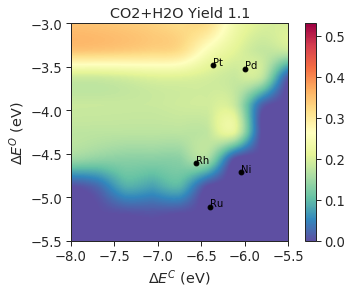 CO2+H2O Yield 1.1
−3.0
−3.5
−4.0
−4.5
−5.0
−5.5
ΔE^O (eV)
Pt
Pd
Rh
Ni
Ru
−8.0 −7.5 −7.0 −6.5 −6.0 −5.5
ΔE^C (eV)
0.5
0.4
0.3
0.2
0.1
0.0